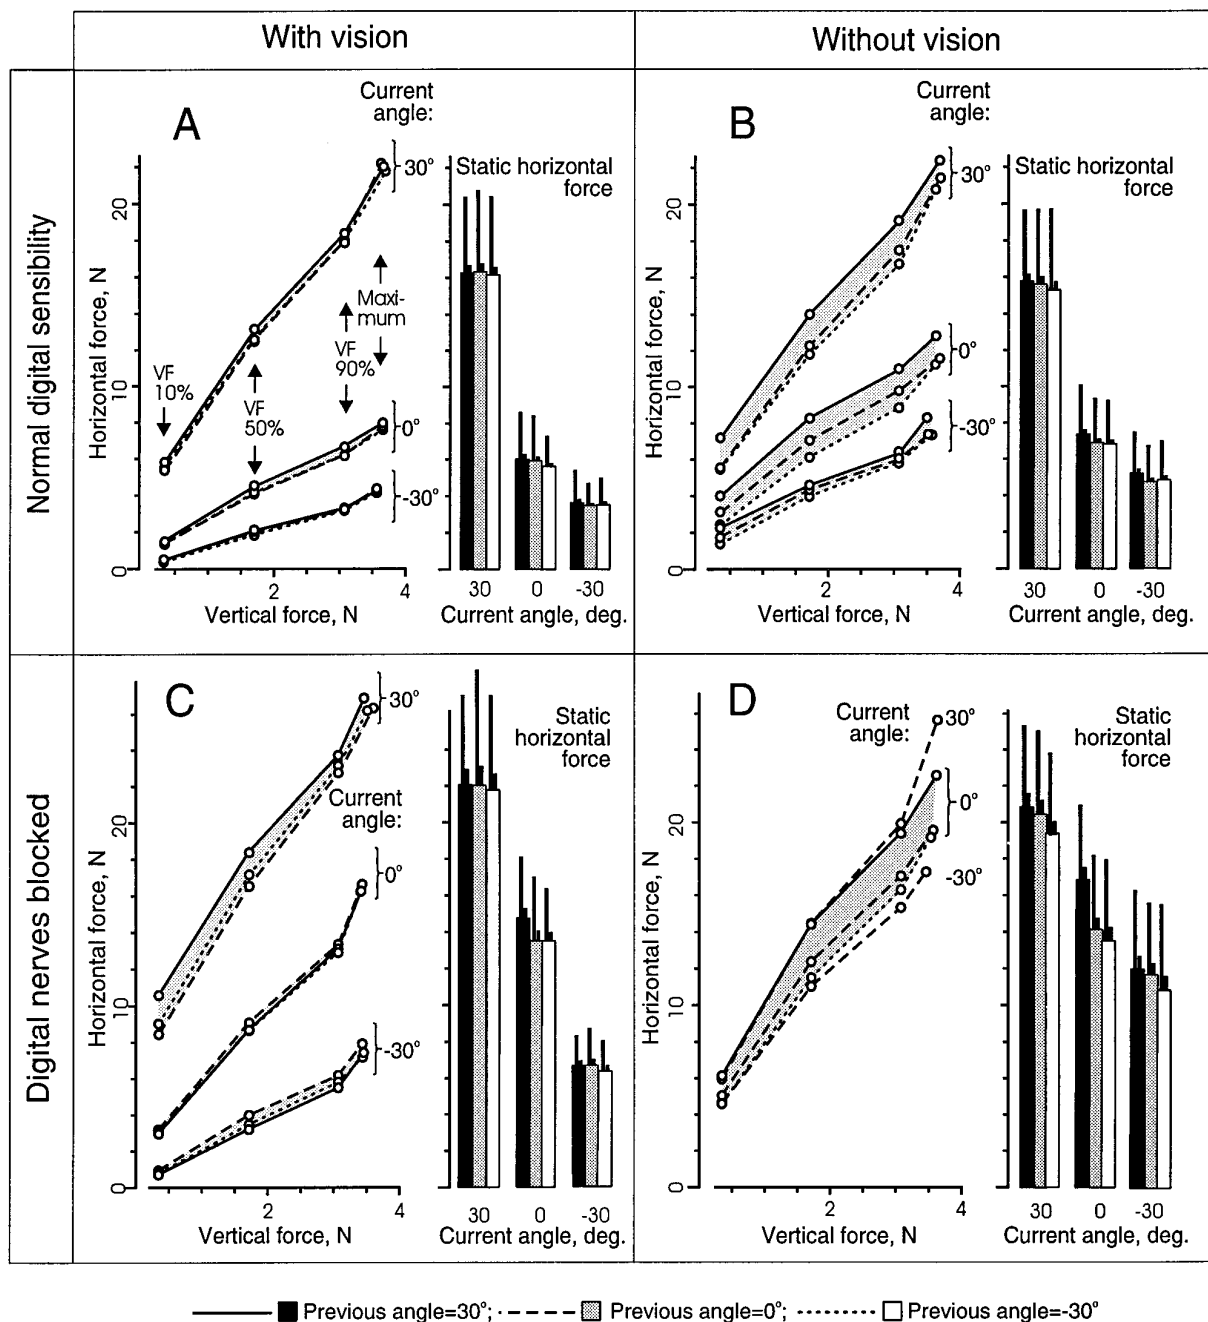 With vision
Without vision
Normal digital sensibility
Digital nerves blocked
A
Current
angle:
30°
0°
-30°
VF
10%
VF
50%
VF
90%
Maxi-
mum
Horizontal force, N
0
10
20
2
4
Vertical force, N
Static horizontal
force
30
0
-30
Current angle, deg.
B
Current
angle:
30°
0°
-30°
Horizontal force, N
0
10
20
2
4
Vertical force, N
Static horizontal
force
30
0
-30
Current angle, deg.
C
30°
Current
angle:
0°
-30°
Horizontal force, N
0
10
20
2
4
Vertical force, N
Static
horizontal
force
30
0
-30
Current angle, deg.
D
Current
angle:
30°
0°
-30°
Horizontal force, N
0
10
20
2
4
Vertical force, N
Static
horizontal
force
30
0
-30
Current angle, deg.
Previous angle=30°; Previous angle=0°; Previous angle=-30°